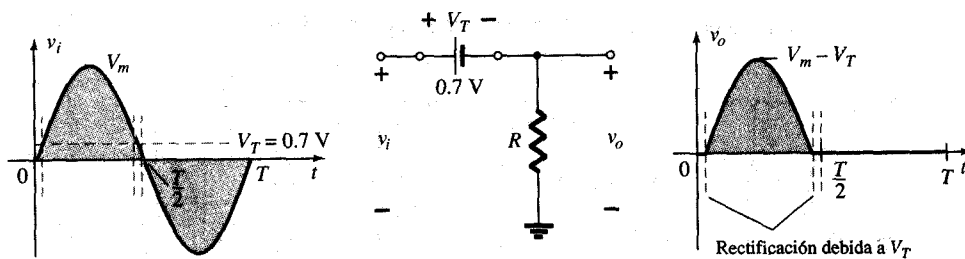 v_i
V_m
V_T = 0.7 V
0
T/2
T
t
+ V_T −
+
0.7 V
+
v_i
R
v_o
−
−
v_o
V_m − V_T
0
T/2
T
t
Rectificación debida a V_T